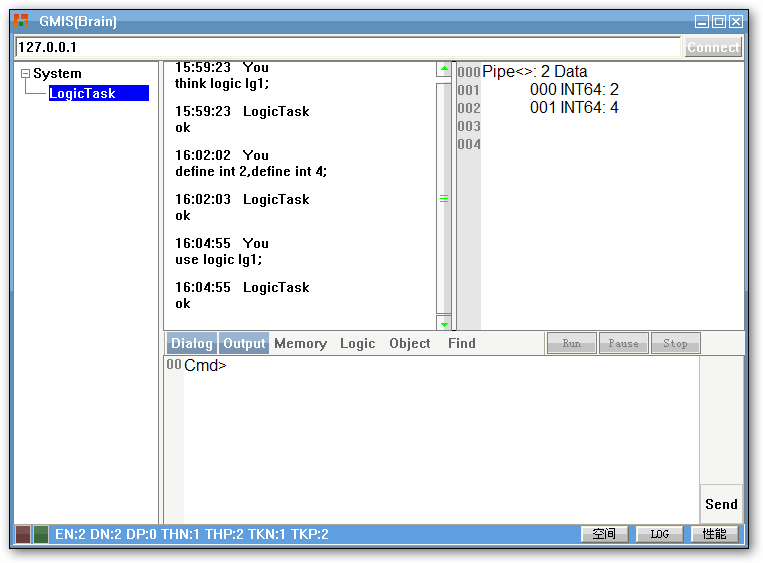 GMIS(Brain)
127.0.0.1
Connect
System
LogicTask
15:59:23 You
think logic lg1;
15:59:23 LogicTask
ok
16:02:02 You
define int 2,define int 4;
16:02:03 LogicTask
ok
16:04:55 You
use logic lg1;
16:04:55 LogicTask
ok
000 Pipe<>: 2 Data
001 000 INT64: 2
002 001 INT64: 4
003
004
Dialog Output Memory Logic Object Find Run Pause Stop
00 Cmd>
Send
EN:2 DN:2 DP:0 THN:1 THP:2 TKN:1 TKP:2 空间 LOG 性能